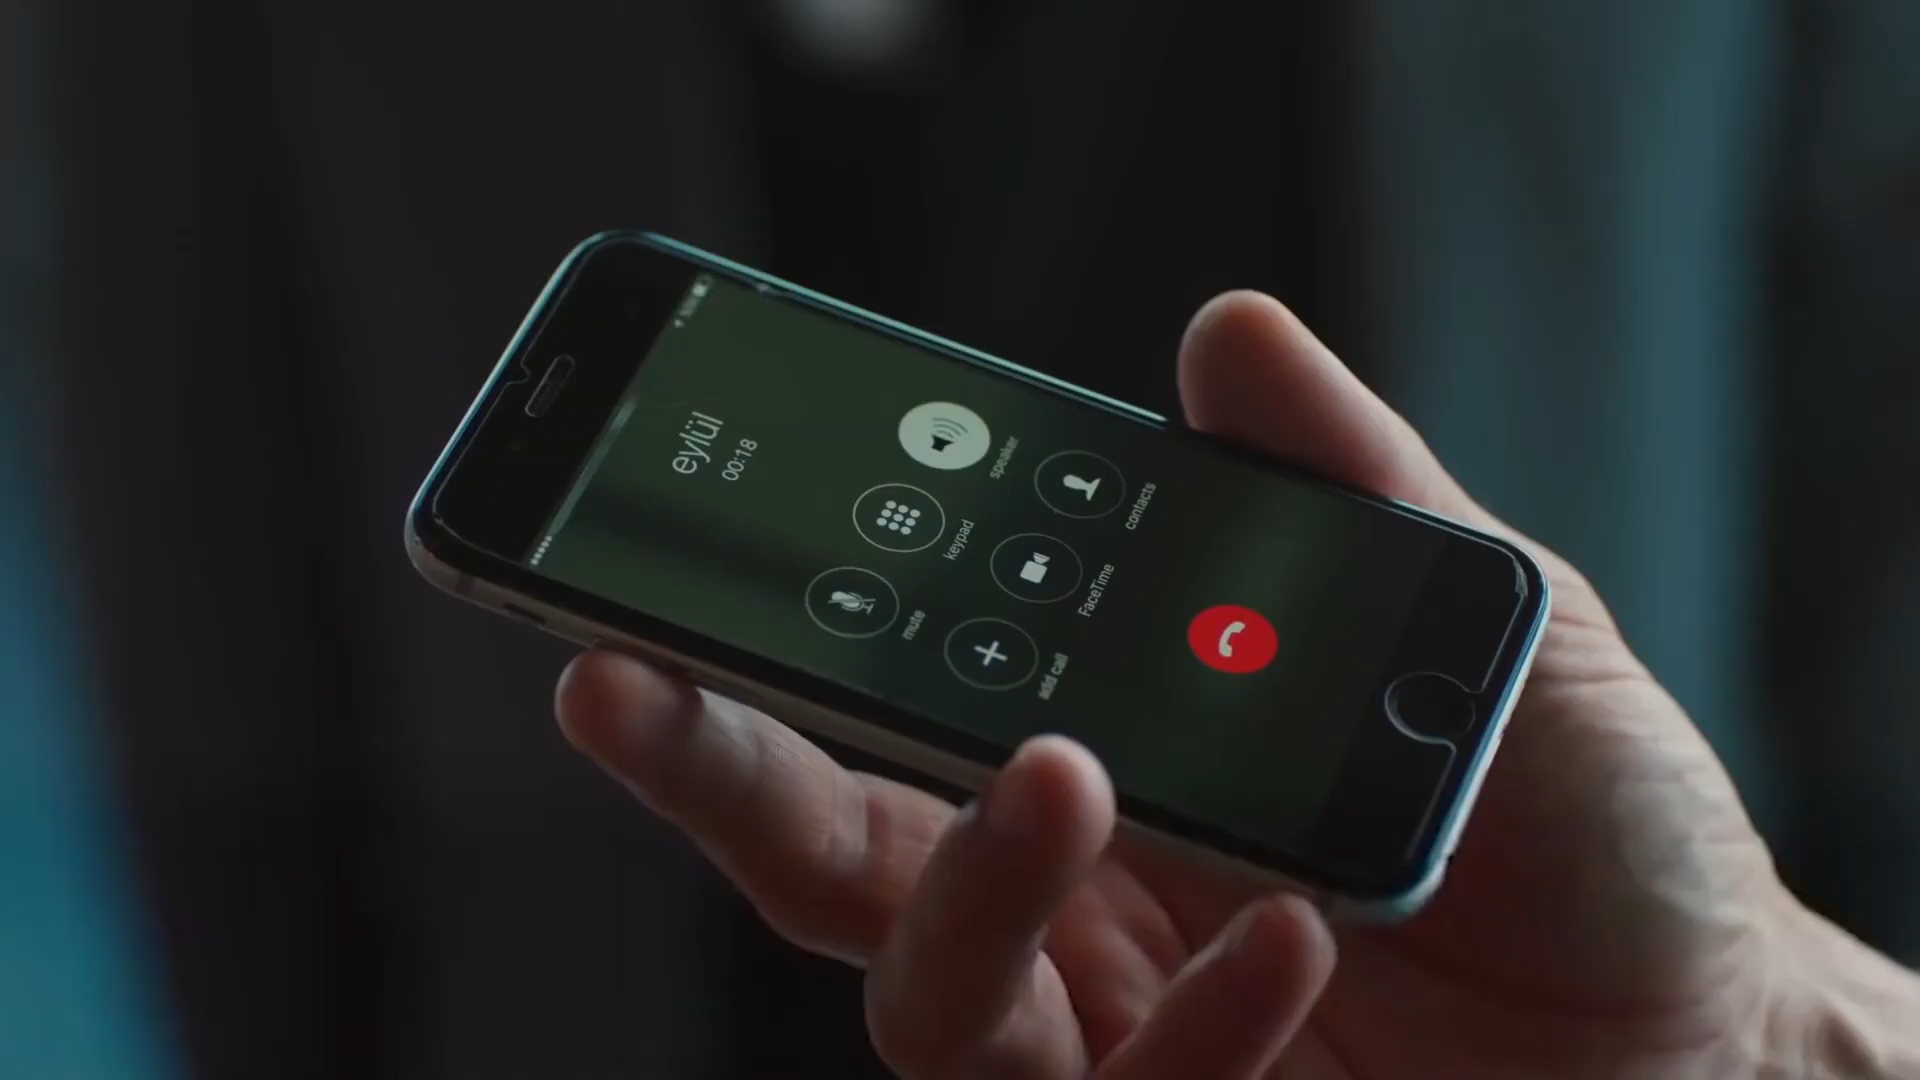 eylül
00:18
mute
keypad
speaker
add call
FaceTime
contacts